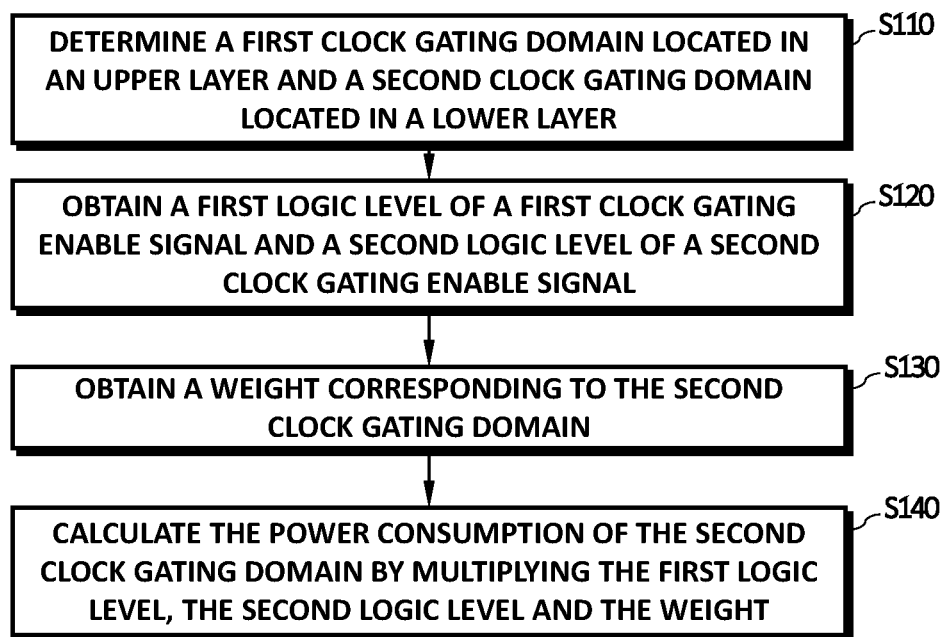 DETERMINE A FIRST CLOCK GATING DOMAIN LOCATED IN
AN UPPER LAYER AND A SECOND CLOCK GATING DOMAIN
LOCATED IN A LOWER LAYER
S110
OBTAIN A FIRST LOGIC LEVEL OF A FIRST CLOCK GATING
ENABLE SIGNAL AND A SECOND LOGIC LEVEL OF A SECOND
CLOCK GATING ENABLE SIGNAL
S120
OBTAIN A WEIGHT CORRESPONDING TO THE SECOND
CLOCK GATING DOMAIN
S130
CALCULATE THE POWER CONSUMPTION OF THE SECOND
CLOCK GATING DOMAIN BY MULTIPLYING THE FIRST LOGIC
LEVEL, THE SECOND LOGIC LEVEL AND THE WEIGHT
S140